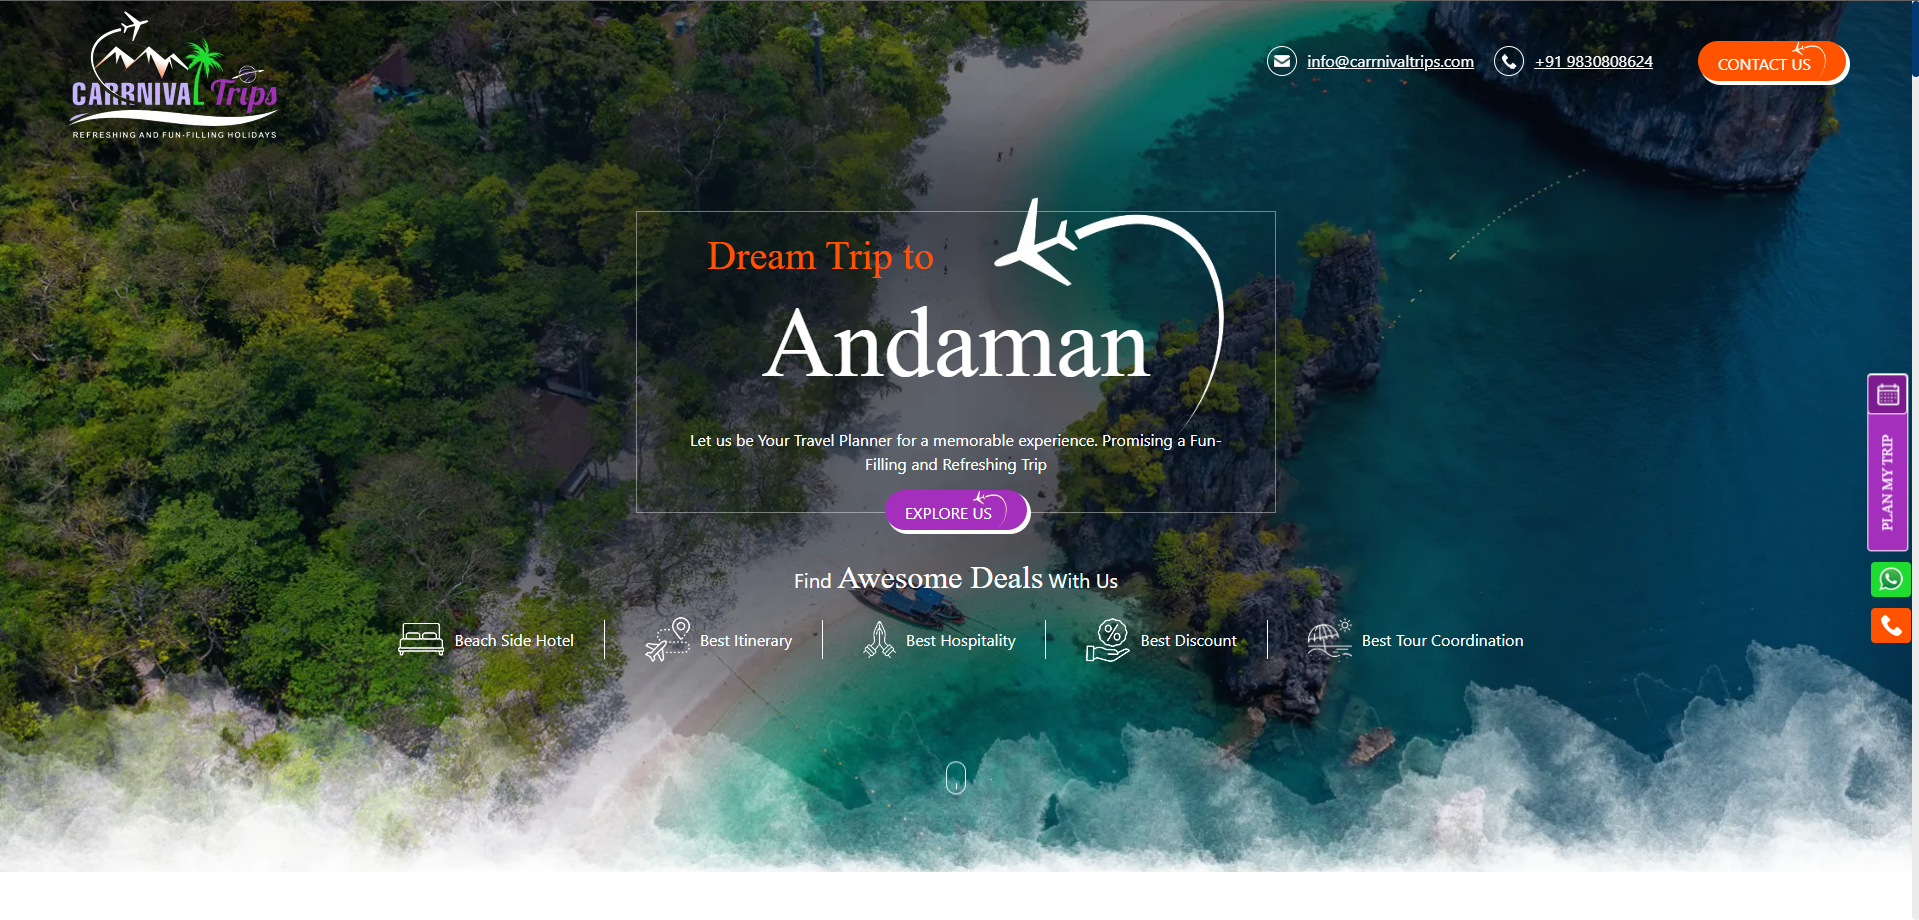 CARRNIVAL Trips
REFRESHING AND FUN-FILLING HOLIDAYS
info@carrnivaltrips.com
+91 9830808624
CONTACT US
Dream Trip to
Andaman
Let us be Your Travel Planner for a memorable experience. Promising a Fun-
Filling and Refreshing Trip
EXPLORE US
Find Awesome Deals With Us
Beach Side Hotel
Best Itinerary
Best Hospitality
Best Discount
Best Tour Coordination
PLAN MY TRIP